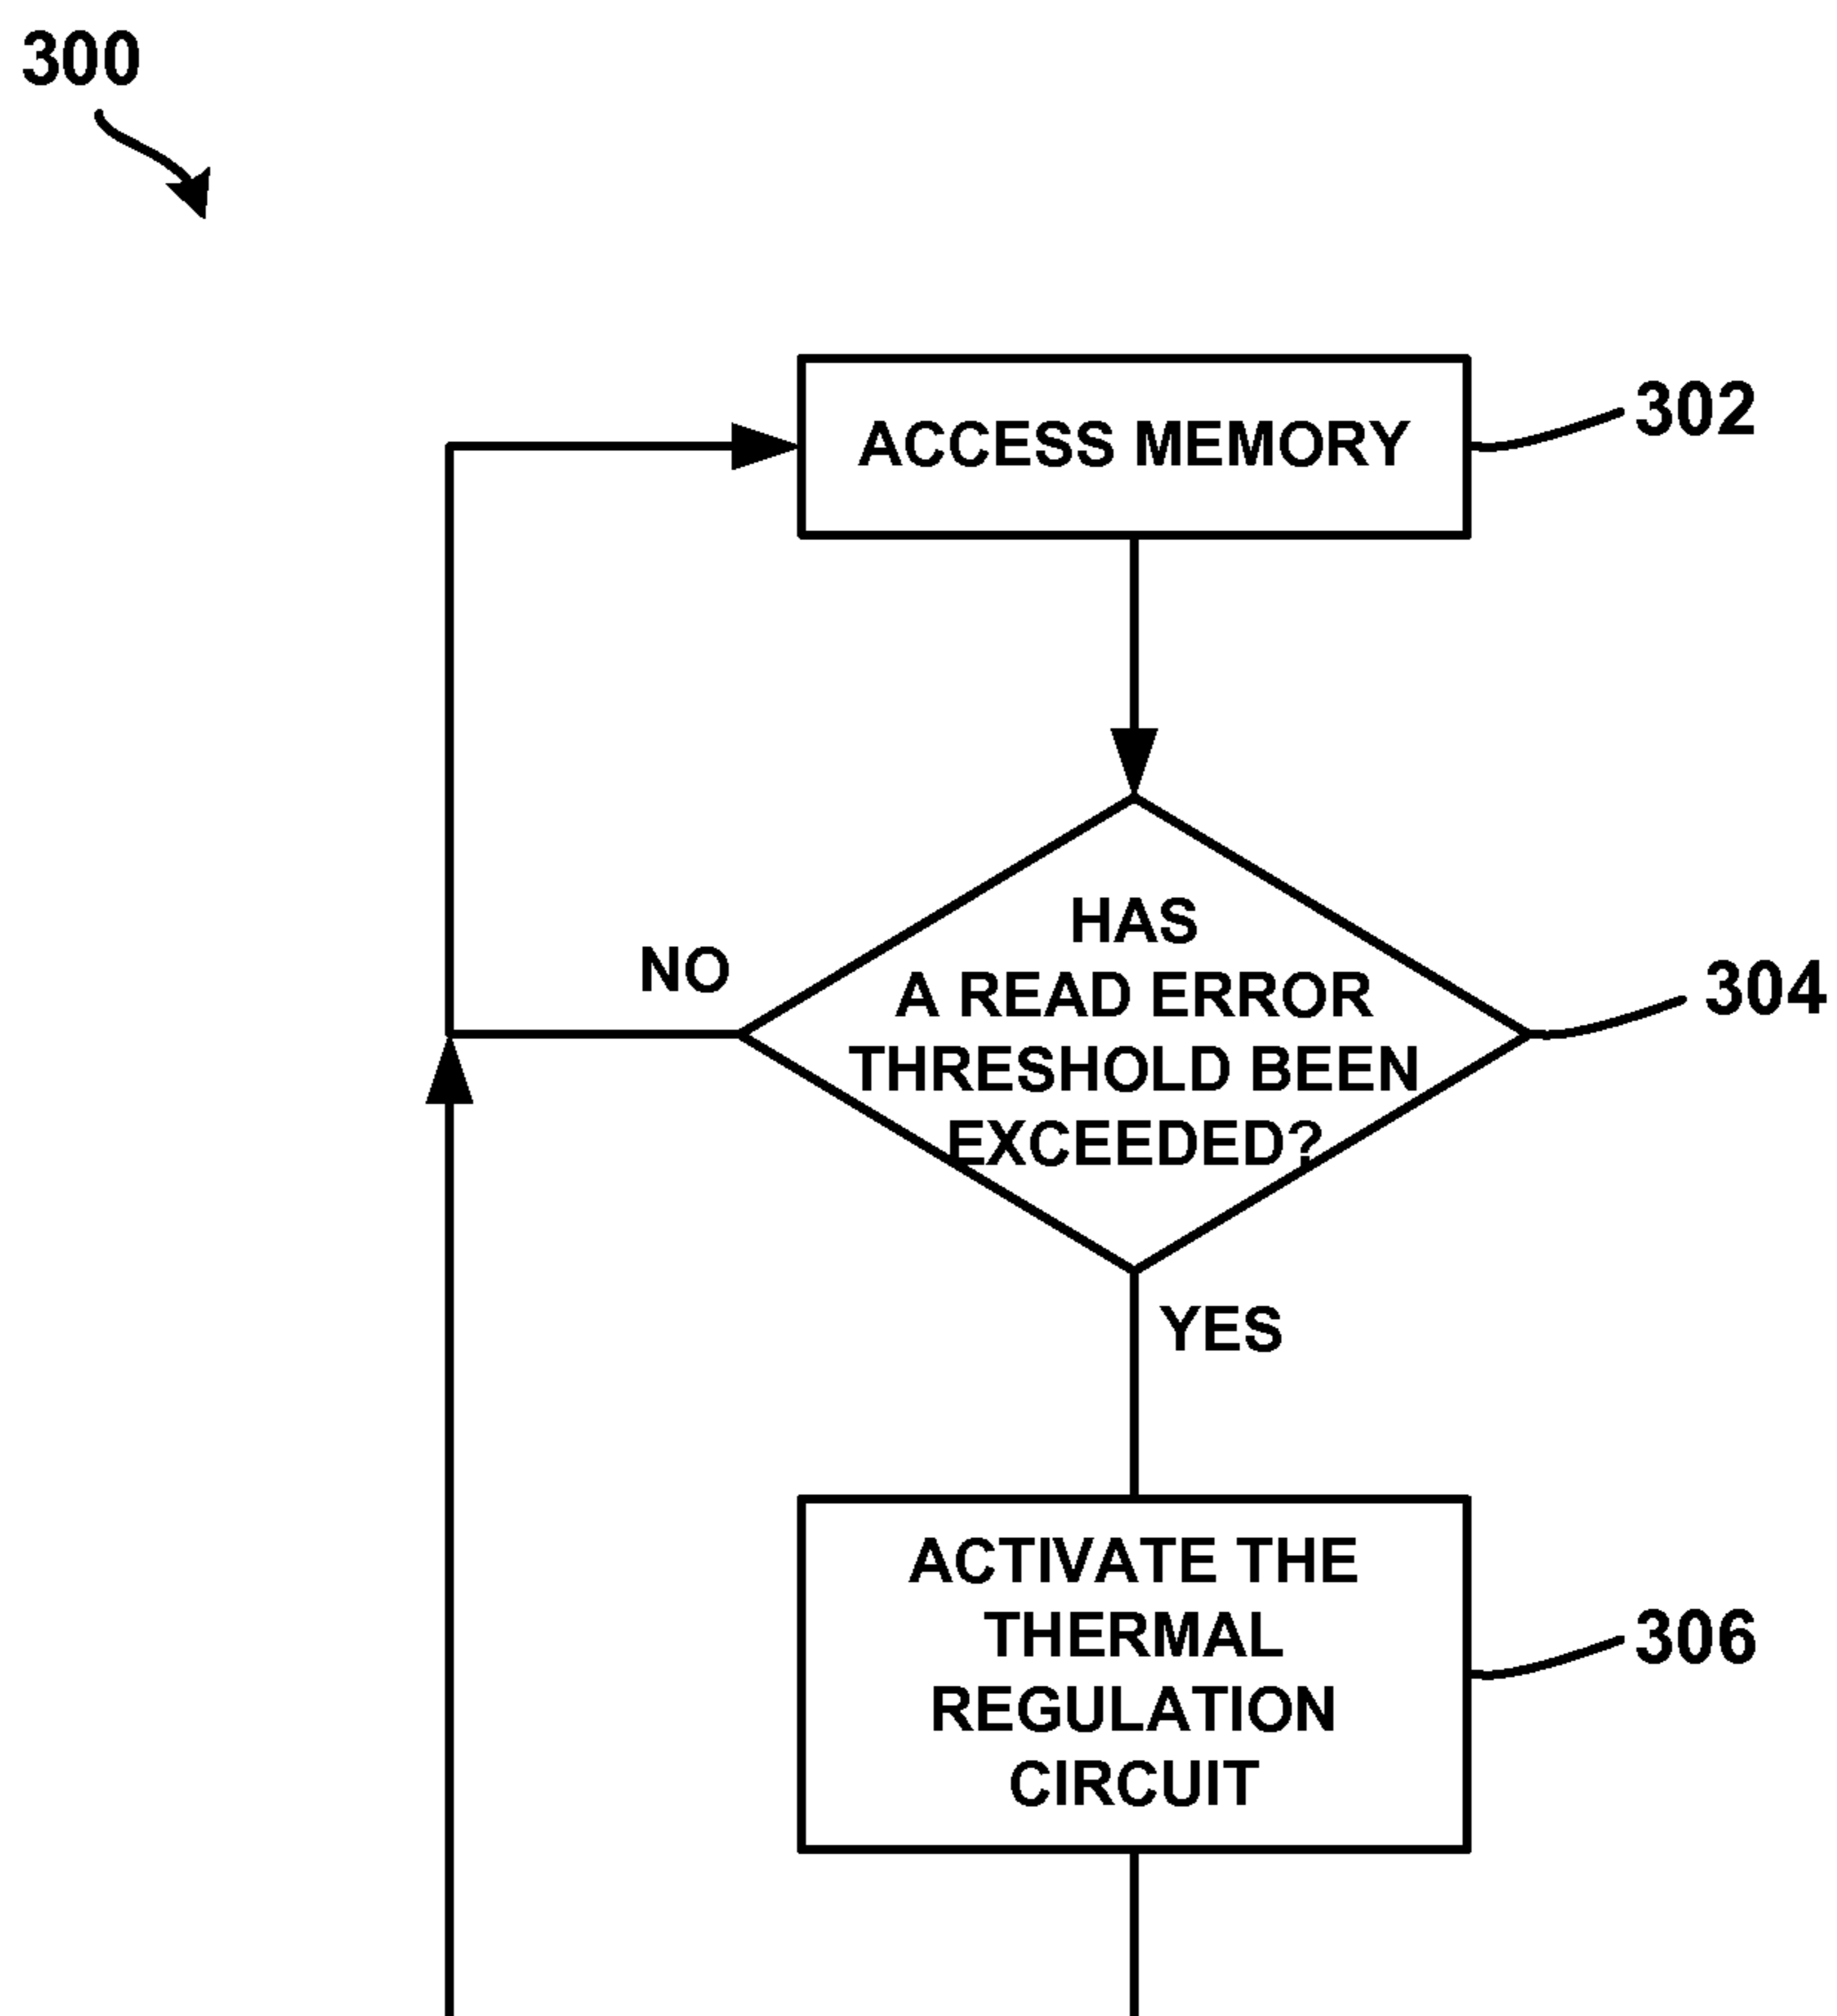 300
ACCESS MEMORY
302
HAS
A READ ERROR
THRESHOLD BEEN
EXCEEDED?
NO
304
YES
ACTIVATE THE
THERMAL
REGULATION
CIRCUIT
306